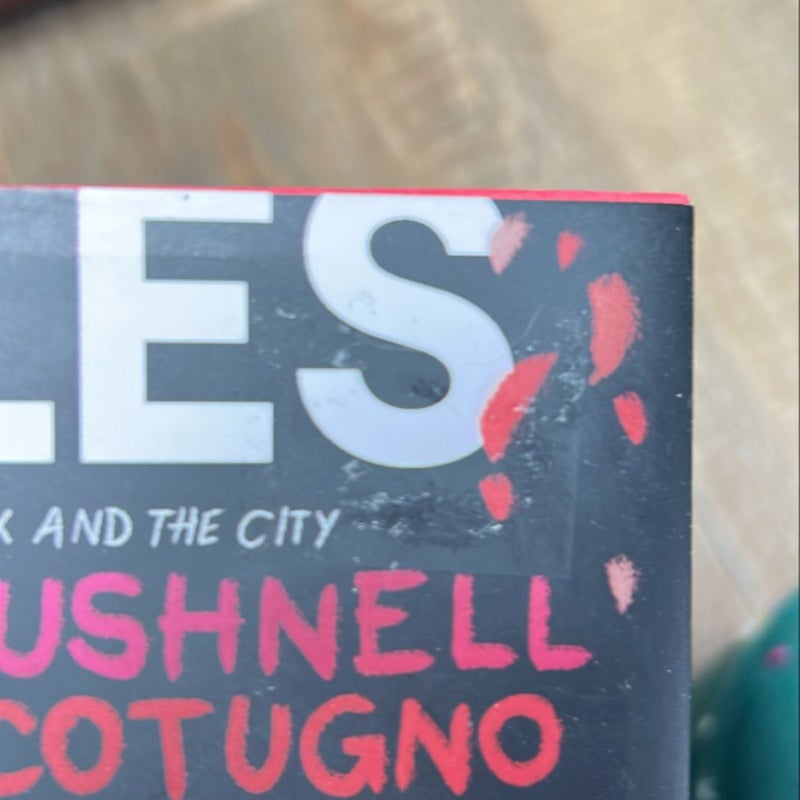 LES
X AND THE CITY
USHNELL
COTUGNO